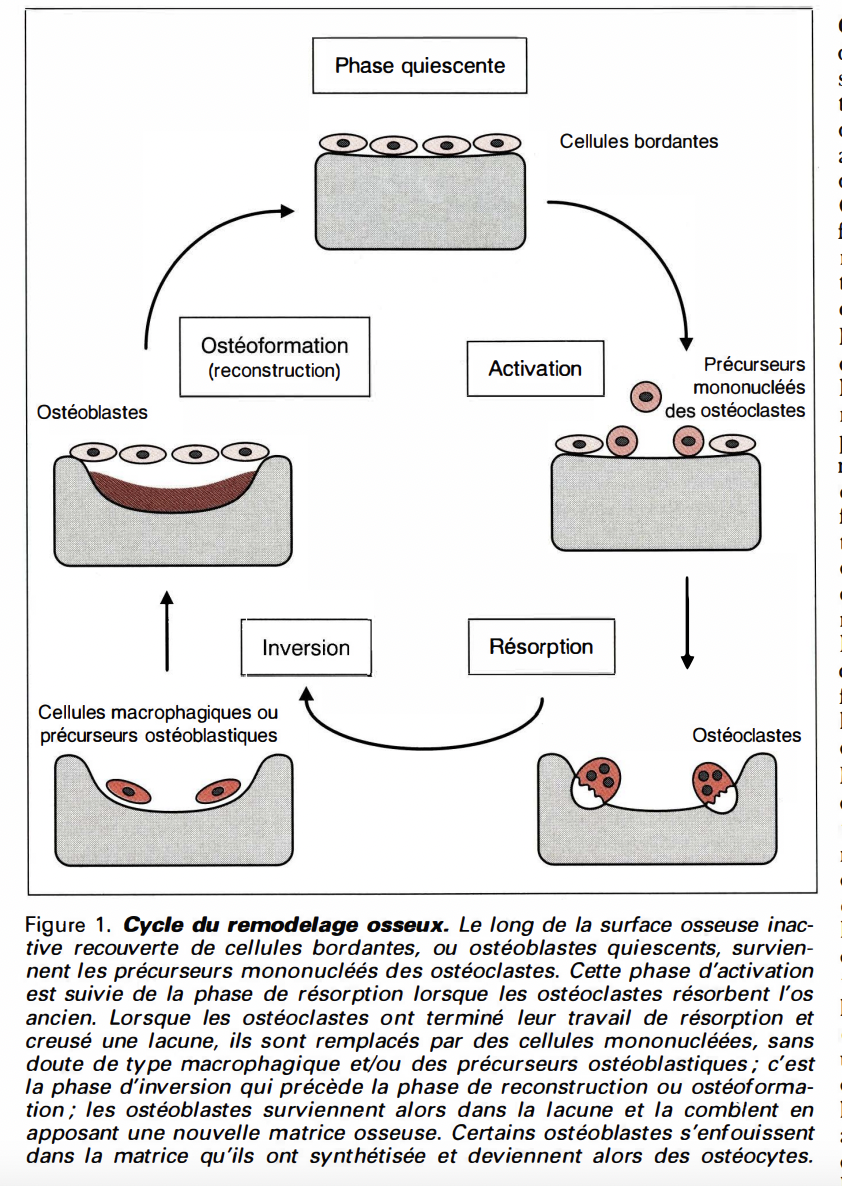 Phase quiescente
Cellules bordantes
Ostéoformation
(reconstruction)
Activation
Précurseurs
mononucléés
des ostéoclastes
Ostéoblastes
Inversion
Résorption
Cellules macrophagiques ou
précurseurs ostéoblastiques
Ostéoclastes
Figure 1. Cycle du remodelage osseux. Le long de la surface osseuse inac-
tive recouverte de cellules bordantes, ou ostéoblastes quiescents, survien-
nent les précurseurs mononucléés des ostéoclastes. Cette phase d'activation
est suivie de la phase de résorption lorsque les ostéoclastes résorbent l'os
ancien. Lorsque les ostéoclastes ont terminé leur travail de résorption et
creusé une lacune, ils sont remplacés par des cellules mononucléées, sans
doute de type macrophagique et/ou des précurseurs ostéoblastiques ; c'est
la phase d'inversion qui précède la phase de reconstruction ou ostéoforma-
tion ; les ostéoblastes surviennent alors dans la lacune et la comblent en
apposant une nouvelle matrice osseuse. Certains ostéoblastes s'enfouissent
dans la matrice qu'ils ont synthétisée et deviennent alors des ostéocytes.